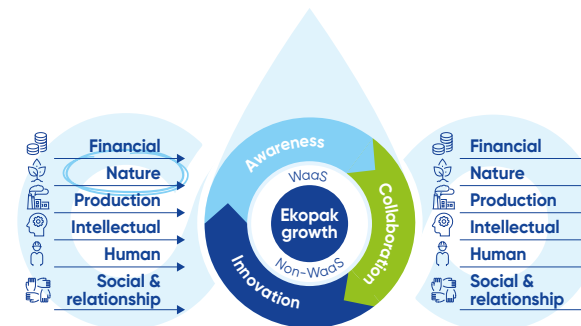 Financial
Nature
Production
Intellectual
Human
Social &
relationship
Awareness
Collaboration
Innovation
WaaS
Ekopak
growth
Non-WaaS
Financial
Nature
Production
Intellectual
Human
Social &
relationship